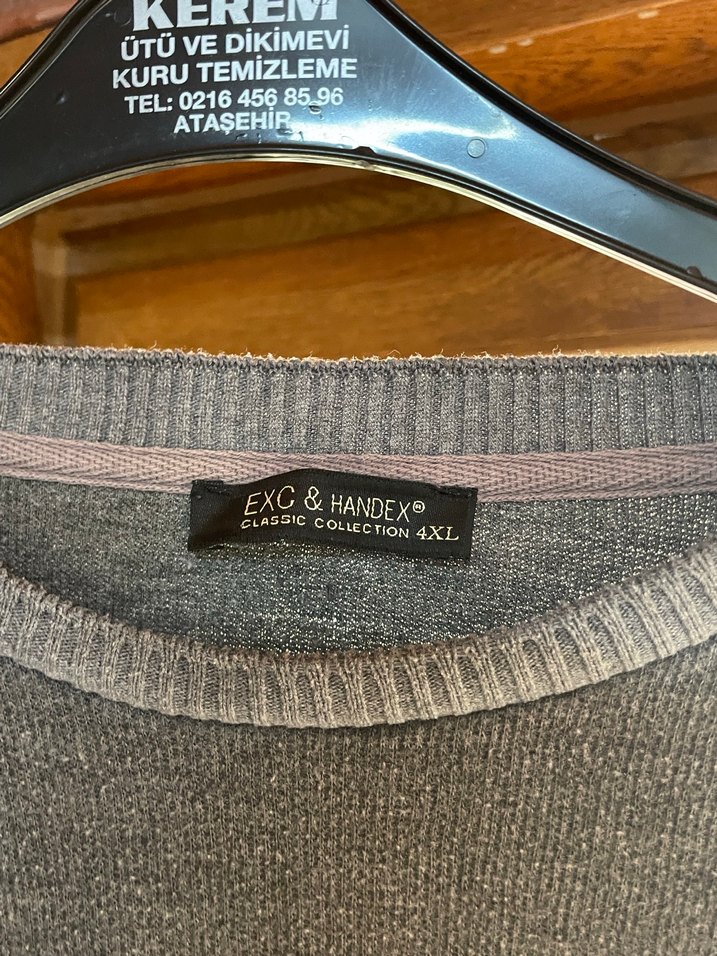 KEREM
ÜTÜ VE DİKİMEVİ
KURU TEMİZLEME
TEL: 0216 456 85 96
ATAŞEHİR
EXC & HANDEX®
CLASSIC COLLECTION 4XL